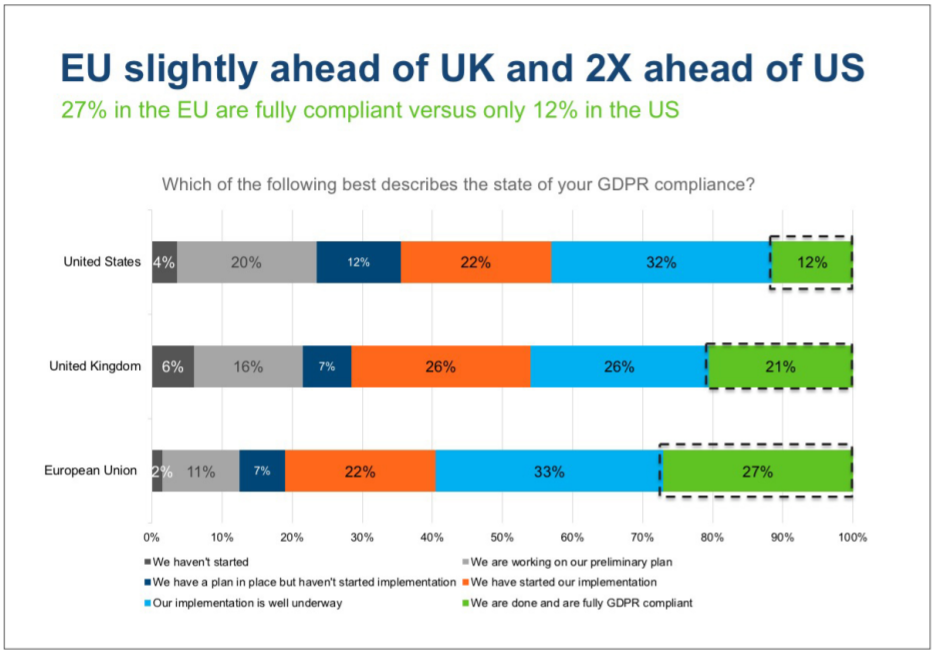 EU slightly ahead of UK and 2X ahead of US
27% in the EU are fully compliant versus only 12% in the US
Which of the following best describes the state of your GDPR compliance?
United States 4% 20% 12% 22% 32% 12%
United Kingdom 6% 16% 7% 26% 26% 21%
European Union 2% 11% 7% 22% 33% 27%
0% 10% 20% 30% 40% 50% 60% 70% 80% 90% 100%
We haven't started We are working on our preliminary plan
We have a plan in place but haven't started implementation We have started our implementation
Our implementation is well underway We are done and are fully GDPR compliant